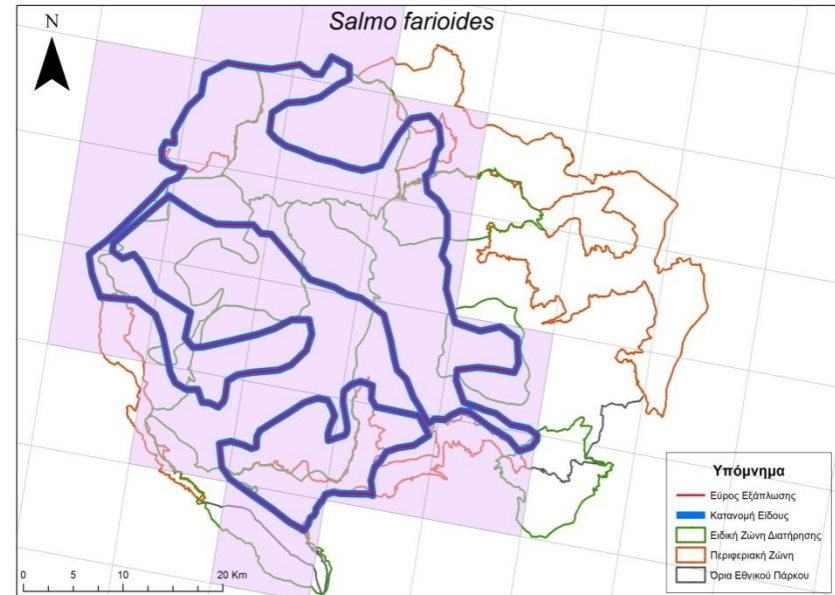 Salmo farioides
N
Υπόμνημα
Εύρος Εξάπλωσης
Κατανομή Είδους
Ειδική Ζώνη Διατήρησης
Περιφεριακή Ζώνη
Όρια Εθνικού Πάρκου
0 5 10 20 Km